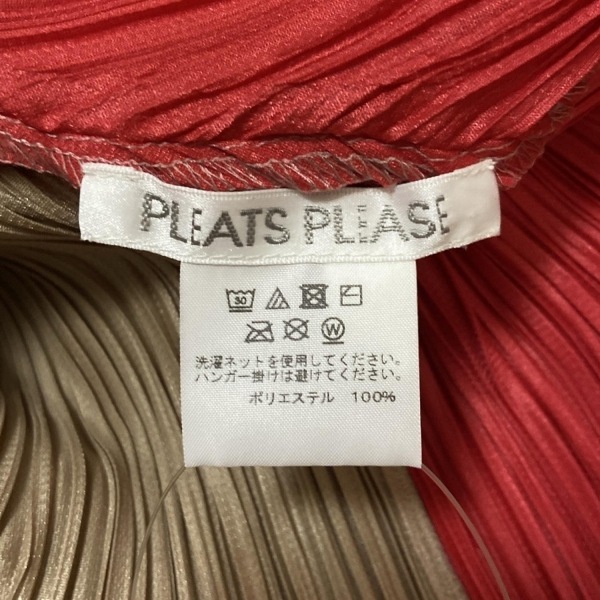 PLEATS PLEASE
30
W
洗濯ネットを使用してください。
ハンガー掛けは避けてください。
ポリエステル 100%